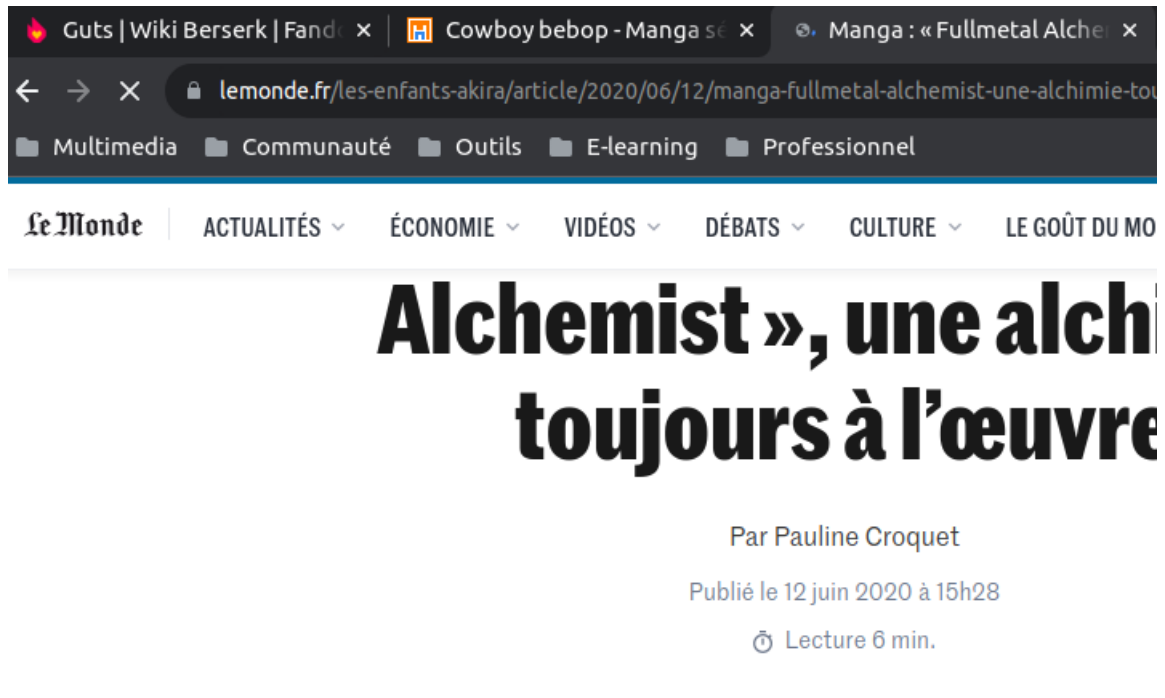 Guts | Wiki Berserk | Fand Cowboy bebop - Manga Manga : « Fullmetal Alche
lemonde.fr/les-enfants-akira/article/2020/06/12/manga-fullmetal-alchemist-une-alchimie-tou
Multimedia Communauté Outils E-learning Professionnel
Le Monde ACTUALITÉS ÉCONOMIE VIDÉOS DÉBATS CULTURE LE GOÛT DU MO
Alchemist », une alchi
toujours à l’œuvre
Par Pauline Croquet
Publié le 12 juin 2020 à 15h28
Lecture 6 min.